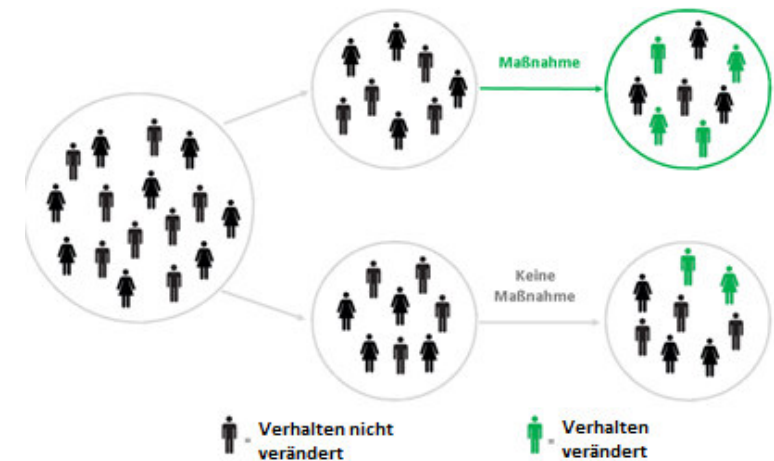 Maßnahme
Keine
Maßnahme
= Verhalten nicht
verändert
= Verhalten
verändert